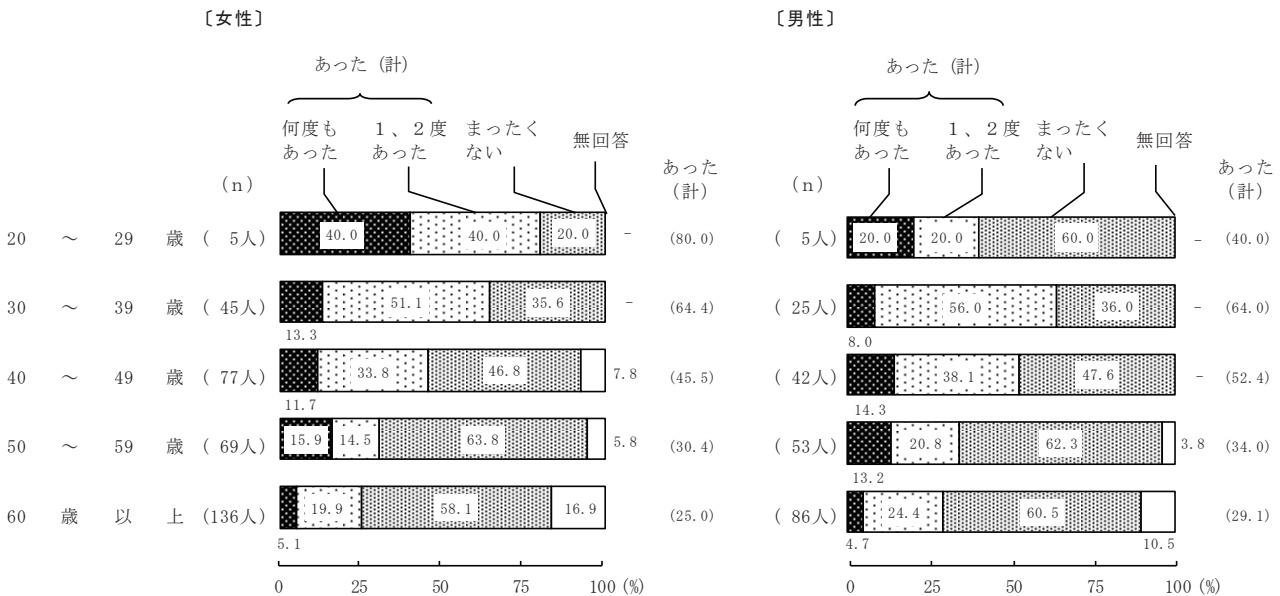 〔女性〕 〔男性〕
あった（計） あった（計）
何度も １、２度 まったく 何度も １、２度 まったく
あった あった ない 無回答 あった あった ない 無回答
あった あった
（計） （計）
（n） （n）
20 ～ 29 歳 （ 5人） 40.0 40.0 20.0 － （80.0） （ 5人） 20.0 20.0 60.0 － （40.0）
30 ～ 39 歳 （ 45人） 51.1 35.6 － （64.4） （ 25人） 56.0 36.0 － （64.0）
13.3 8.0
40 ～ 49 歳 （ 77人） 33.8 46.8 7.8 （45.5） （ 42人） 38.1 47.6 － （52.4）
11.7 14.3
50 ～ 59 歳 （ 69人） 15.9 14.5 63.8 5.8 （30.4） （ 53人） 20.8 62.3 3.8 （34.0）
13.2
60 歳 以 上 （136人） 19.9 58.1 16.9 （25.0） （ 86人） 24.4 60.5 （29.1）
5.1 4.7 10.5
0 25 50 75 100 (%) 0 25 50 75 100 (%)